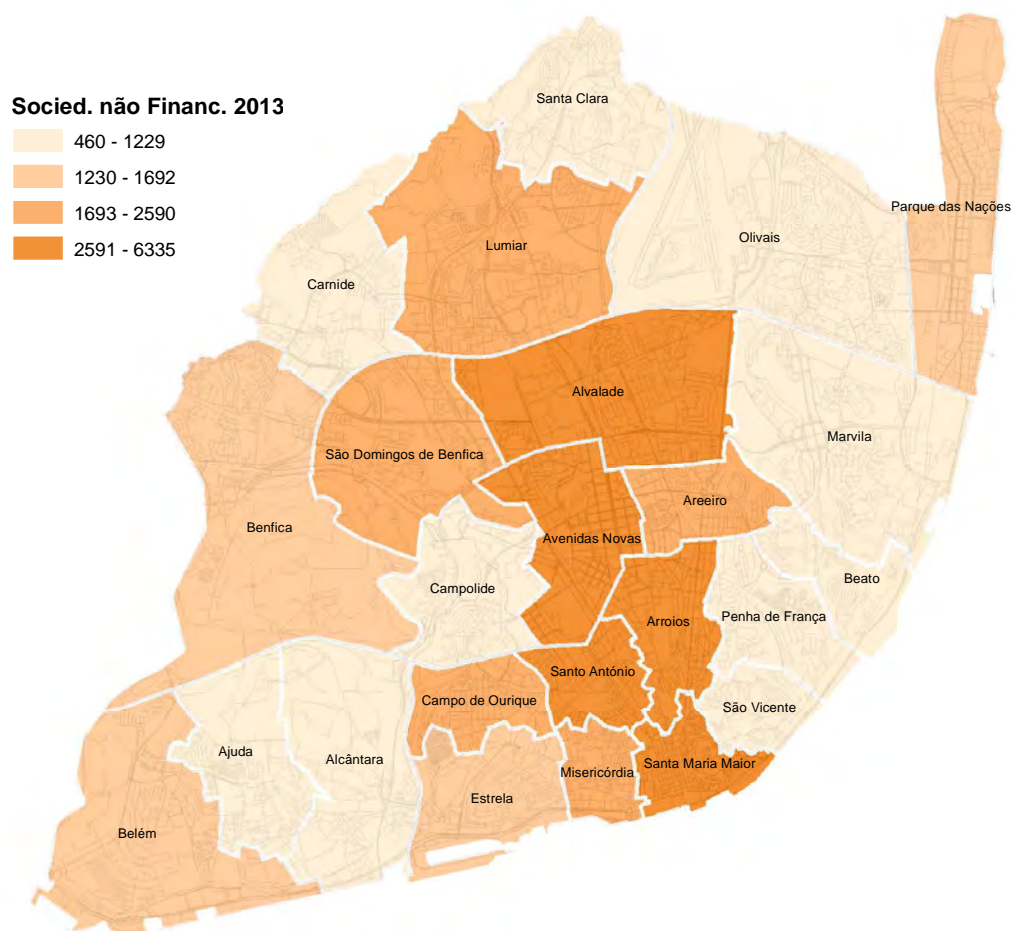 Socied. não Financ. 2013
460 - 1229
1230 - 1692
1693 - 2590
2591 - 6335
Santa Clara
Parque das Nações
Olivais
Lumiar
Carnide
Alvalade
Marvila
São Domingos de Benfica
Areeiro
Benfica
Avenidas Novas
Beato
Campolide
Penha de França
Arroios
Santo António
Campo de Ourique
São Vicente
Ajuda
Alcântara
Santa Maria Maior
Misericórdia
Estrela
Belém